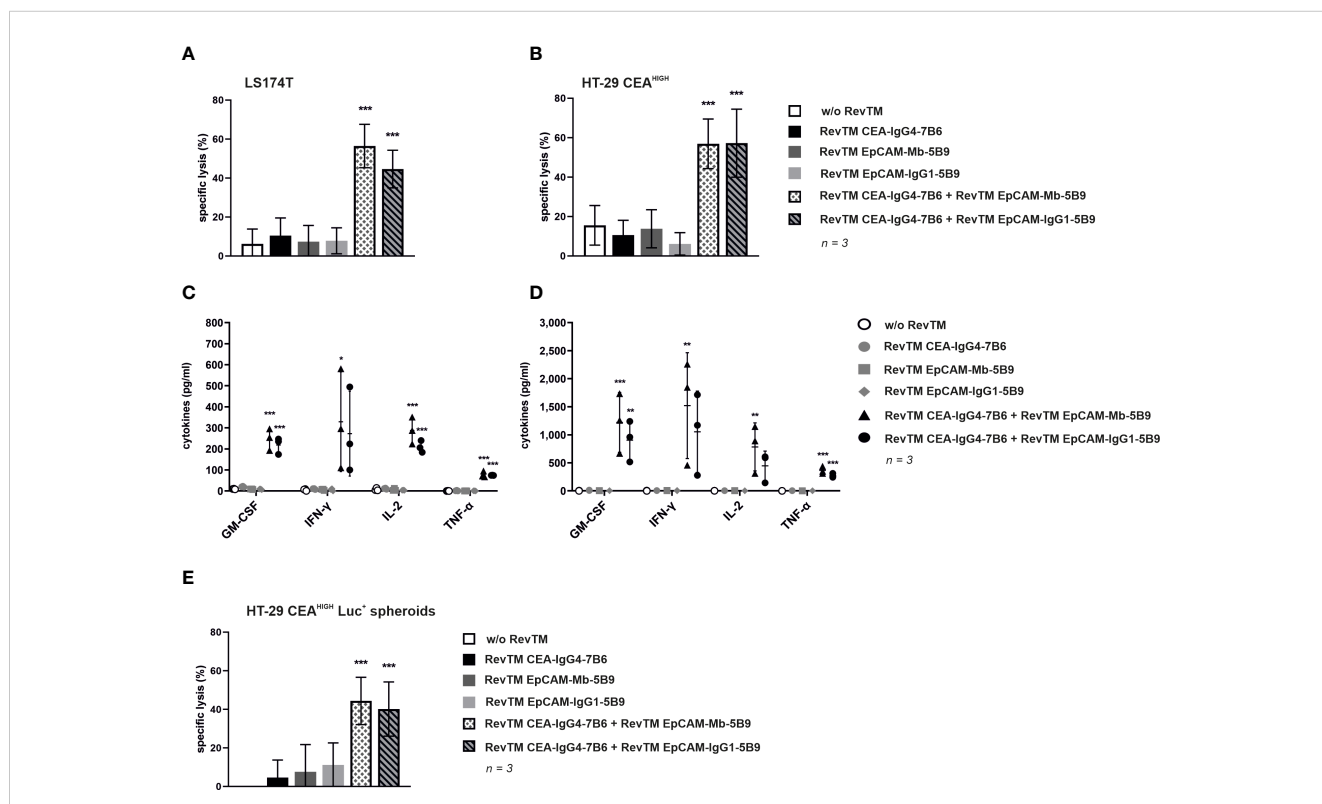 A
LS174T
specific lysis (%)
80
60
40
20
0
***
***
B
HT-29 CEA^HIGH
specific lysis (%)
80
60
40
20
0
***
***
w/o RevTM
RevTM CEA-IgG4-7B6
RevTM EpCAM-Mb-5B9
RevTM EpCAM-IgG1-5B9
RevTM CEA-IgG4-7B6 + RevTM EpCAM-Mb-5B9
RevTM CEA-IgG4-7B6 + RevTM EpCAM-IgG1-5B9
n = 3
C
cytokines (pg/ml)
800
700
600
500
400
300
200
100
0
***
***
*
***
***
***
***
GM-CSF
IFN-γ
IL-2
TNF-α
D
cytokines (pg/ml)
3,000
2,500
2,000
1,500
1,000
500
0
***
**
**
**
***
***
GM-CSF
IFN-γ
IL-2
TNF-α
w/o RevTM
RevTM CEA-IgG4-7B6
RevTM EpCAM-Mb-5B9
RevTM EpCAM-IgG1-5B9
RevTM CEA-IgG4-7B6 + RevTM EpCAM-Mb-5B9
RevTM CEA-IgG4-7B6 + RevTM EpCAM-IgG1-5B9
n = 3
E
HT-29 CEA^HIGH Luc^+ spheroids
specific lysis (%)
80
60
40
20
0
***
***
w/o RevTM
RevTM CEA-IgG4-7B6
RevTM EpCAM-Mb-5B9
RevTM EpCAM-IgG1-5B9
RevTM CEA-IgG4-7B6 + RevTM EpCAM-Mb-5B9
RevTM CEA-IgG4-7B6 + RevTM EpCAM-IgG1-5B9
n = 3